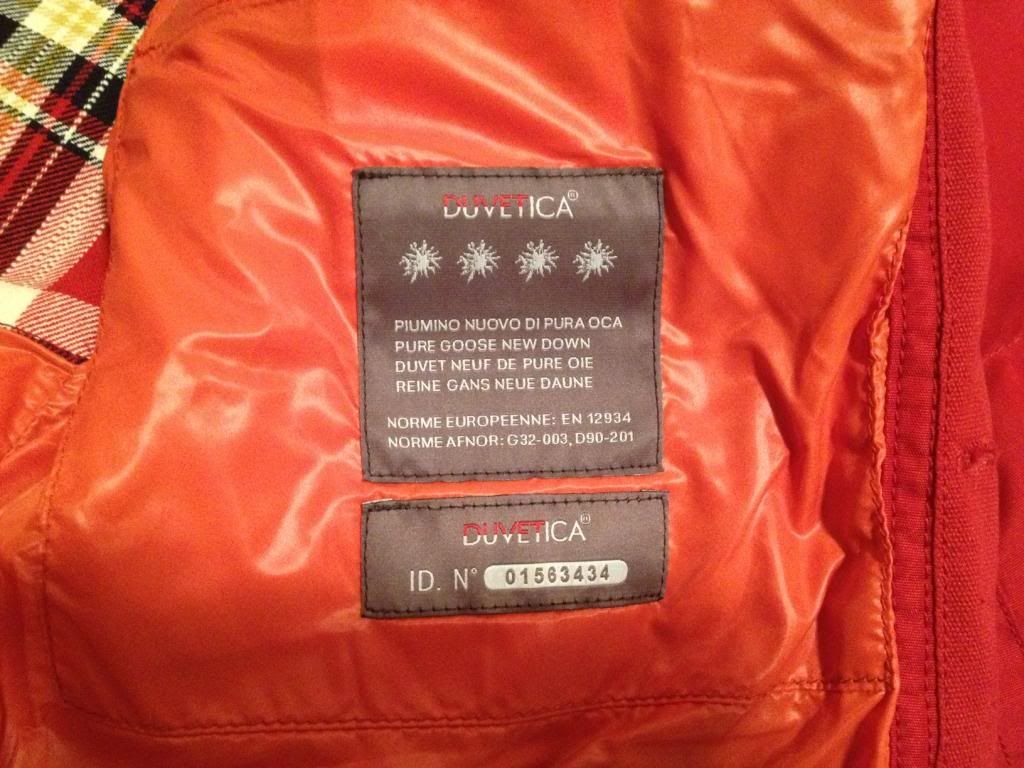 DUVETICA®
PIUMINO NUOVO DI PURA OCA
PURE GOOSE NEW DOWN
DUVET NEUF DE PURE OIE
REINE GANS NEUE DAUNE
NORME EUROPEENNE: EN 12934
NORME AFNOR: G32-003, D90-201
DUVETICA®
ID. N° 01563434